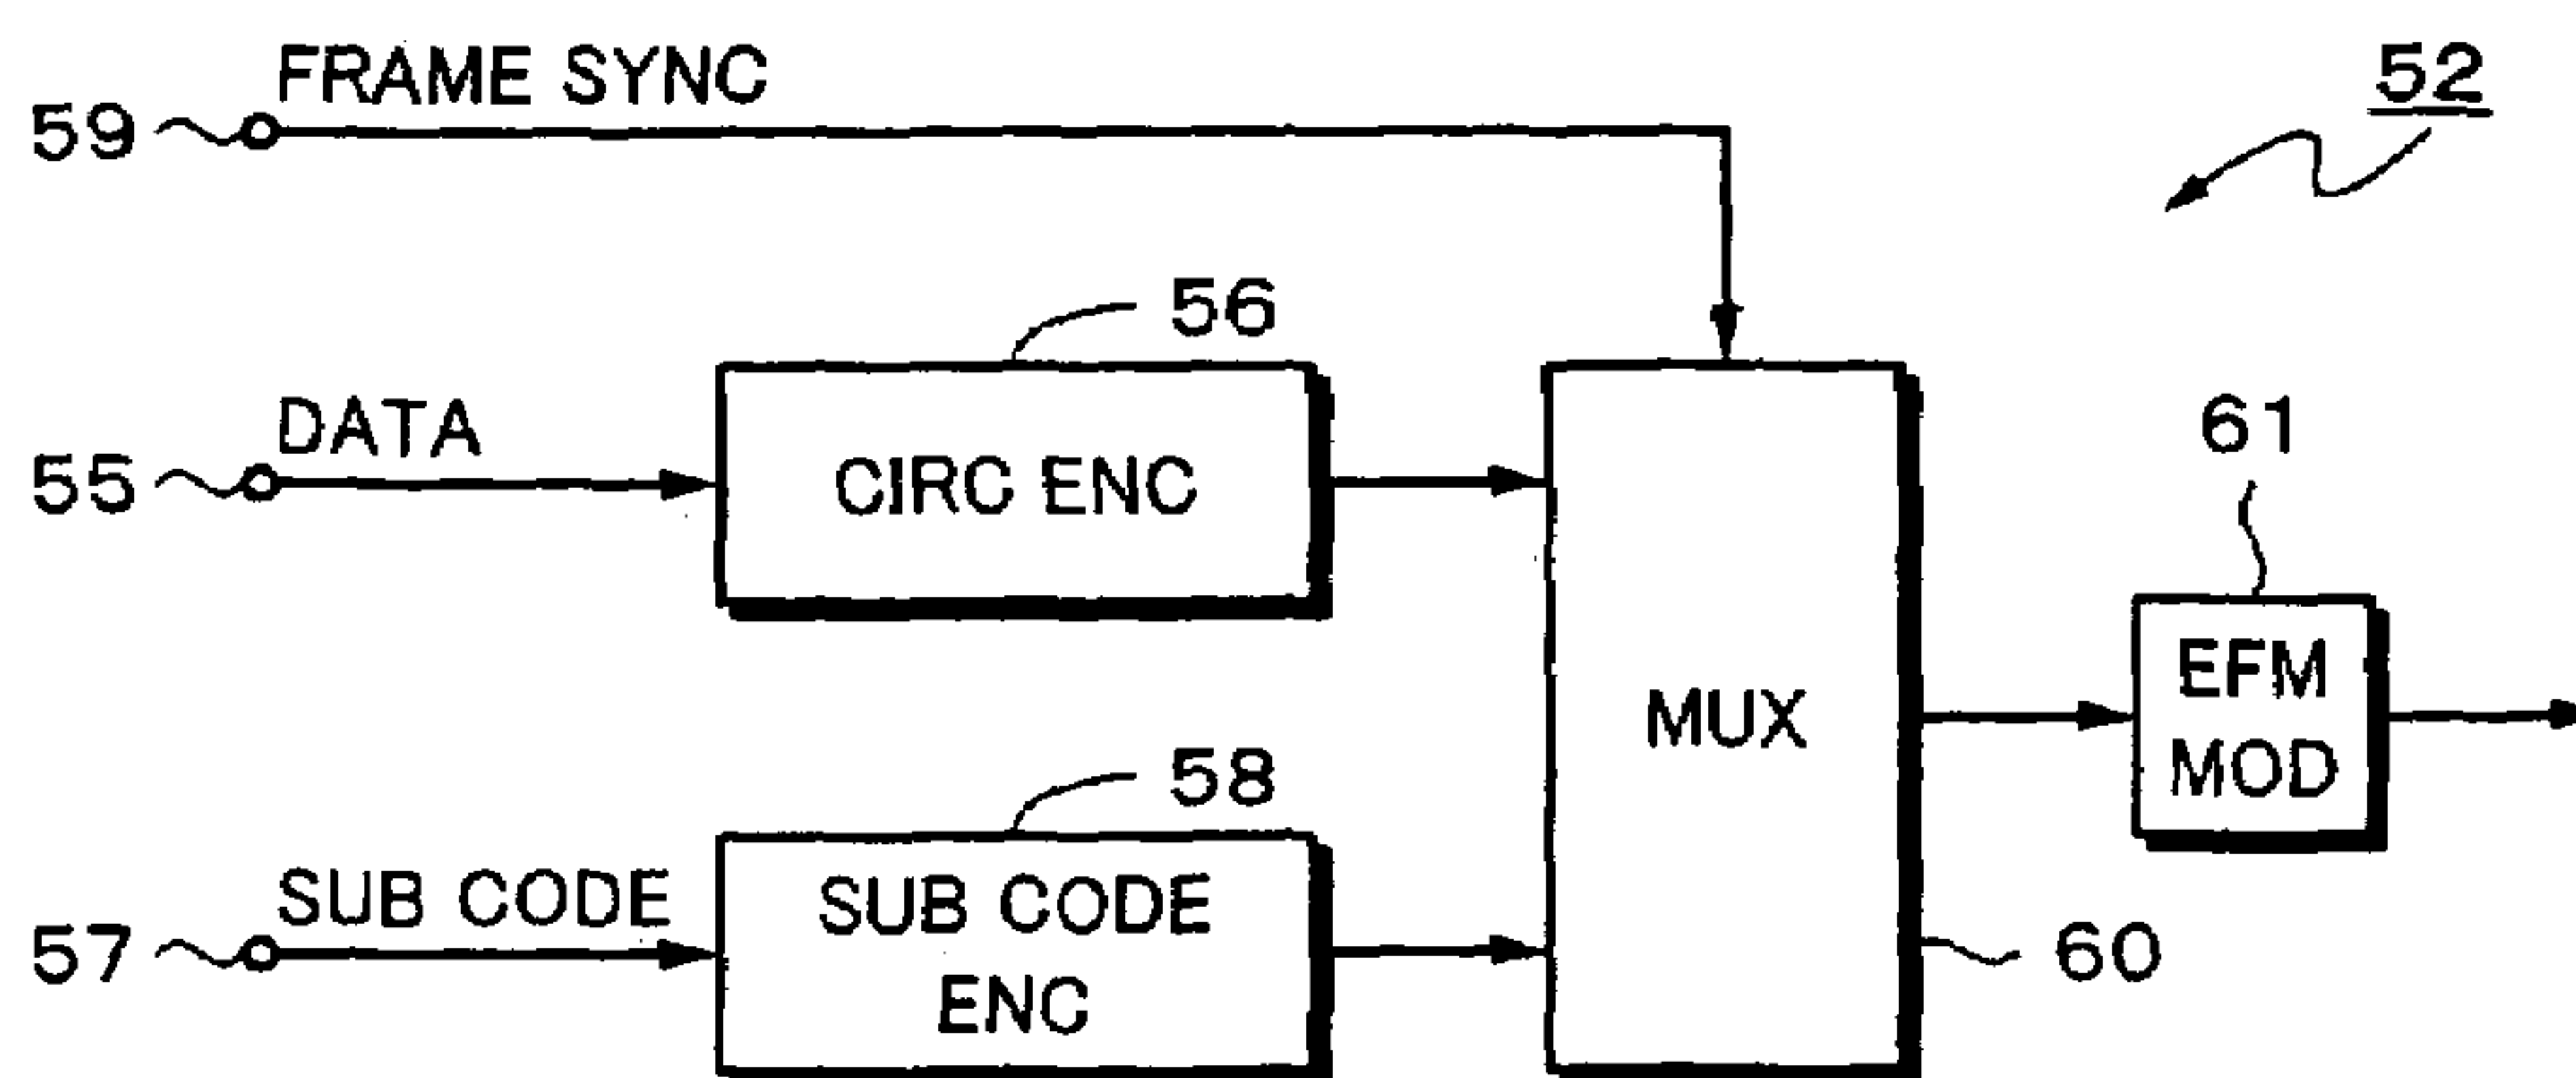 FRAME SYNC
52
59
56
DATA
61
55
CIRC ENC
EFM
MOD
MUX
58
SUB CODE
57
SUB CODE
ENC
60